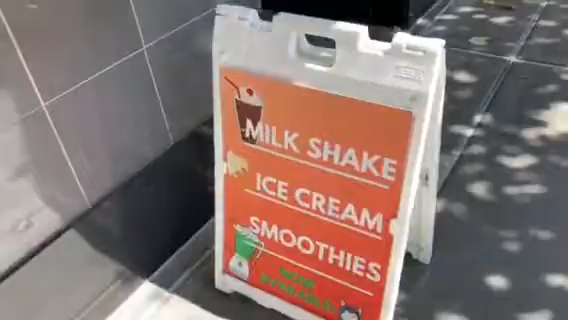 MILK SHAKE
ICE CREAM
SMOOTHIES
NOW
AVAILABLE